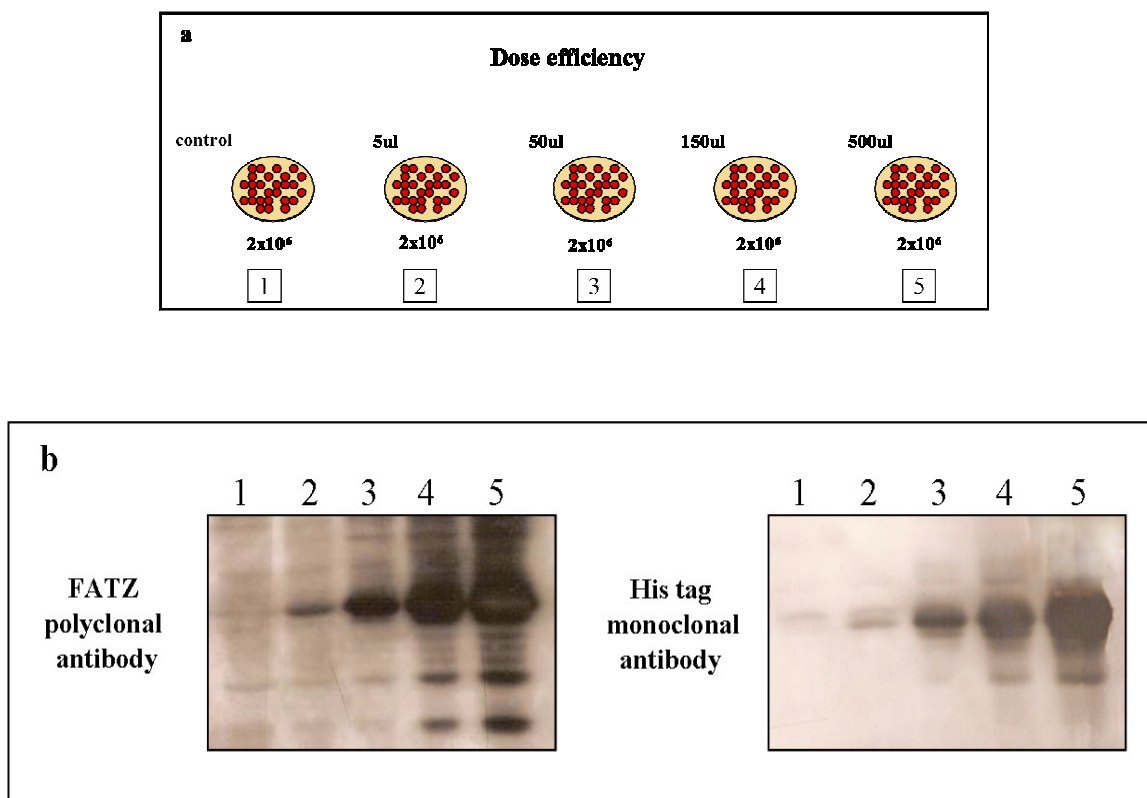 a
Dose efficiency
control 5ul 50ul 150ul 500ul
2x10⁶ 2x10⁶ 2x10⁶ 2x10⁶ 2x10⁶
1 2 3 4 5
b
1 2 3 4 5
FATZ
polyclonal
antibody
1 2 3 4 5
His tag
monoclonal
antibody